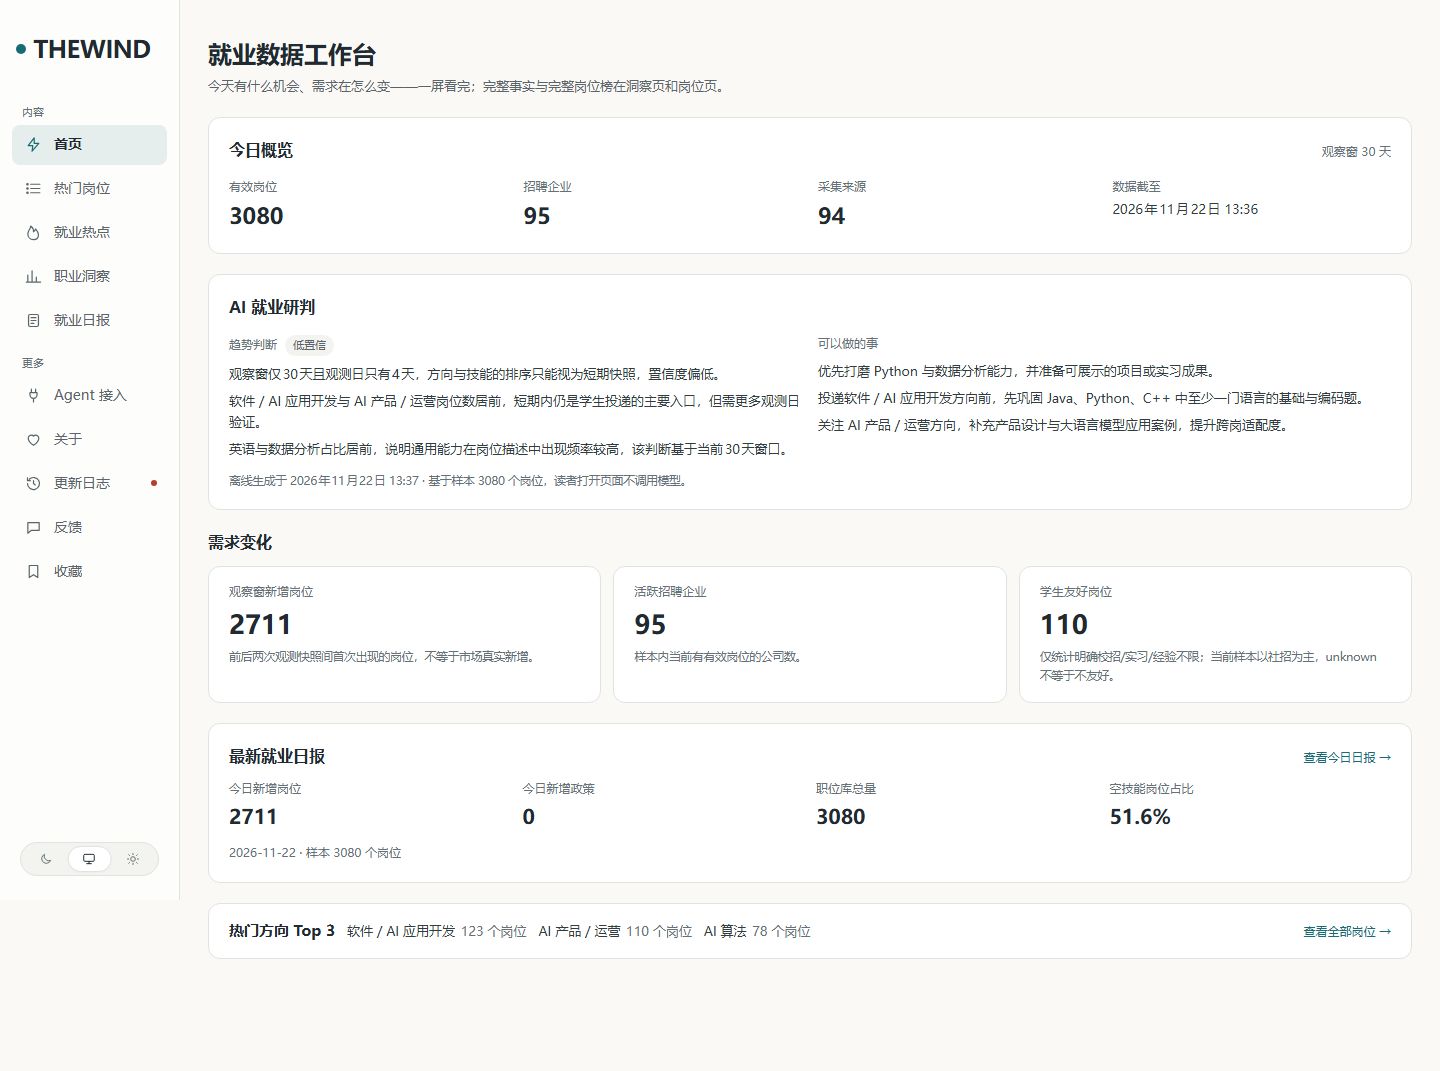 THEWIND
内容
首页
热门岗位
就业热点
职业洞察
就业日报
更多
Agent 接入
关于
更新日志
反馈
收藏
就业数据工作台
今天有什么机会、需求在怎么变——一屏看完；完整事实与完整岗位榜在洞察页和岗位页。
今日概览
观察窗 30 天
有效岗位
3080
招聘企业
95
采集来源
94
数据截至
2026年11月22日 13:36
AI 就业研判
趋势判断 低置信
观察窗仅30天且观测日只有4天，方向与技能的排序只能视为短期快照，置信度偏低。
软件 / AI 应用开发与 AI 产品 / 运营岗位数居前，短期内仍是学生投递的主要入口，但需更多观测日
验证。
英语与数据分析占比居前，说明通用能力在岗位描述中出现频率较高，该判断基于当前30天窗口。
离线生成于 2026年11月22日 13:37 · 基于样本 3080 个岗位，读者打开页面不调用模型。
可以做的事
优先打磨 Python 与数据分析能力，并准备可展示的项目或实习成果。
投递软件 / AI 应用开发方向前，先巩固 Java、Python、C++ 中至少一门语言的基础与编码题。
关注 AI 产品 / 运营方向，补充产品设计与大语言模型应用案例，提升跨岗适配度。
需求变化
观察窗新增岗位
2711
前后两次观测快照间首次出现的岗位，不等于市场真实新增。
活跃招聘企业
95
样本内当前有有效岗位的公司数。
学生友好岗位
110
仅统计明确校招/实习/经验不限；当前样本以社招为主，unknown
不等于不友好。
最新就业日报
查看今日日报 →
今日新增岗位
2711
今日新增政策
0
职位库总量
3080
空技能岗位占比
51.6%
2026-11-22 · 样本 3080 个岗位
热门方向 Top 3 软件 / AI 应用开发 123 个岗位 AI 产品 / 运营 110 个岗位 AI 算法 78 个岗位
查看全部岗位 →